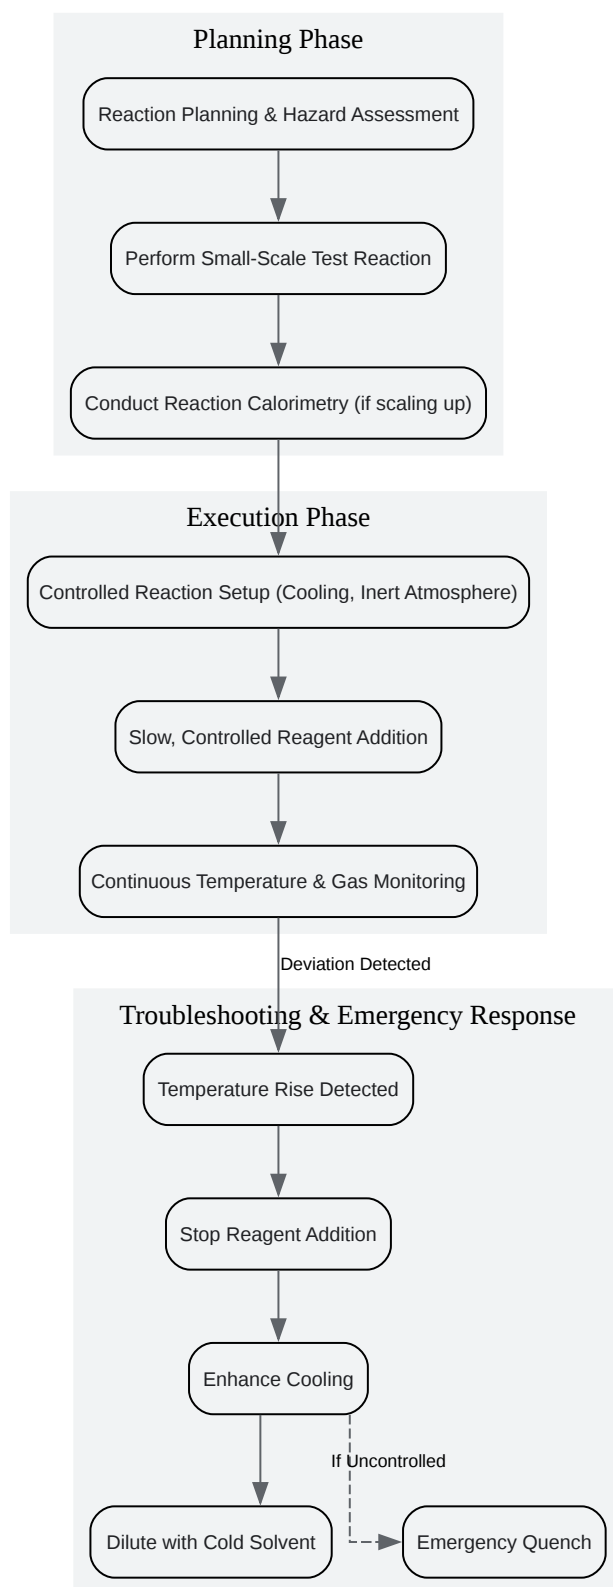 Planning Phase
Reaction Planning & Hazard Assessment
Perform Small-Scale Test Reaction
Conduct Reaction Calorimetry (if scaling up)
Execution Phase
Controlled Reaction Setup (Cooling, Inert Atmosphere)
Slow, Controlled Reagent Addition
Continuous Temperature & Gas Monitoring
Deviation Detected
Troubleshooting & Emergency Response
Temperature Rise Detected
Stop Reagent Addition
Enhance Cooling
If Uncontrolled
Dilute with Cold Solvent
Emergency Quench